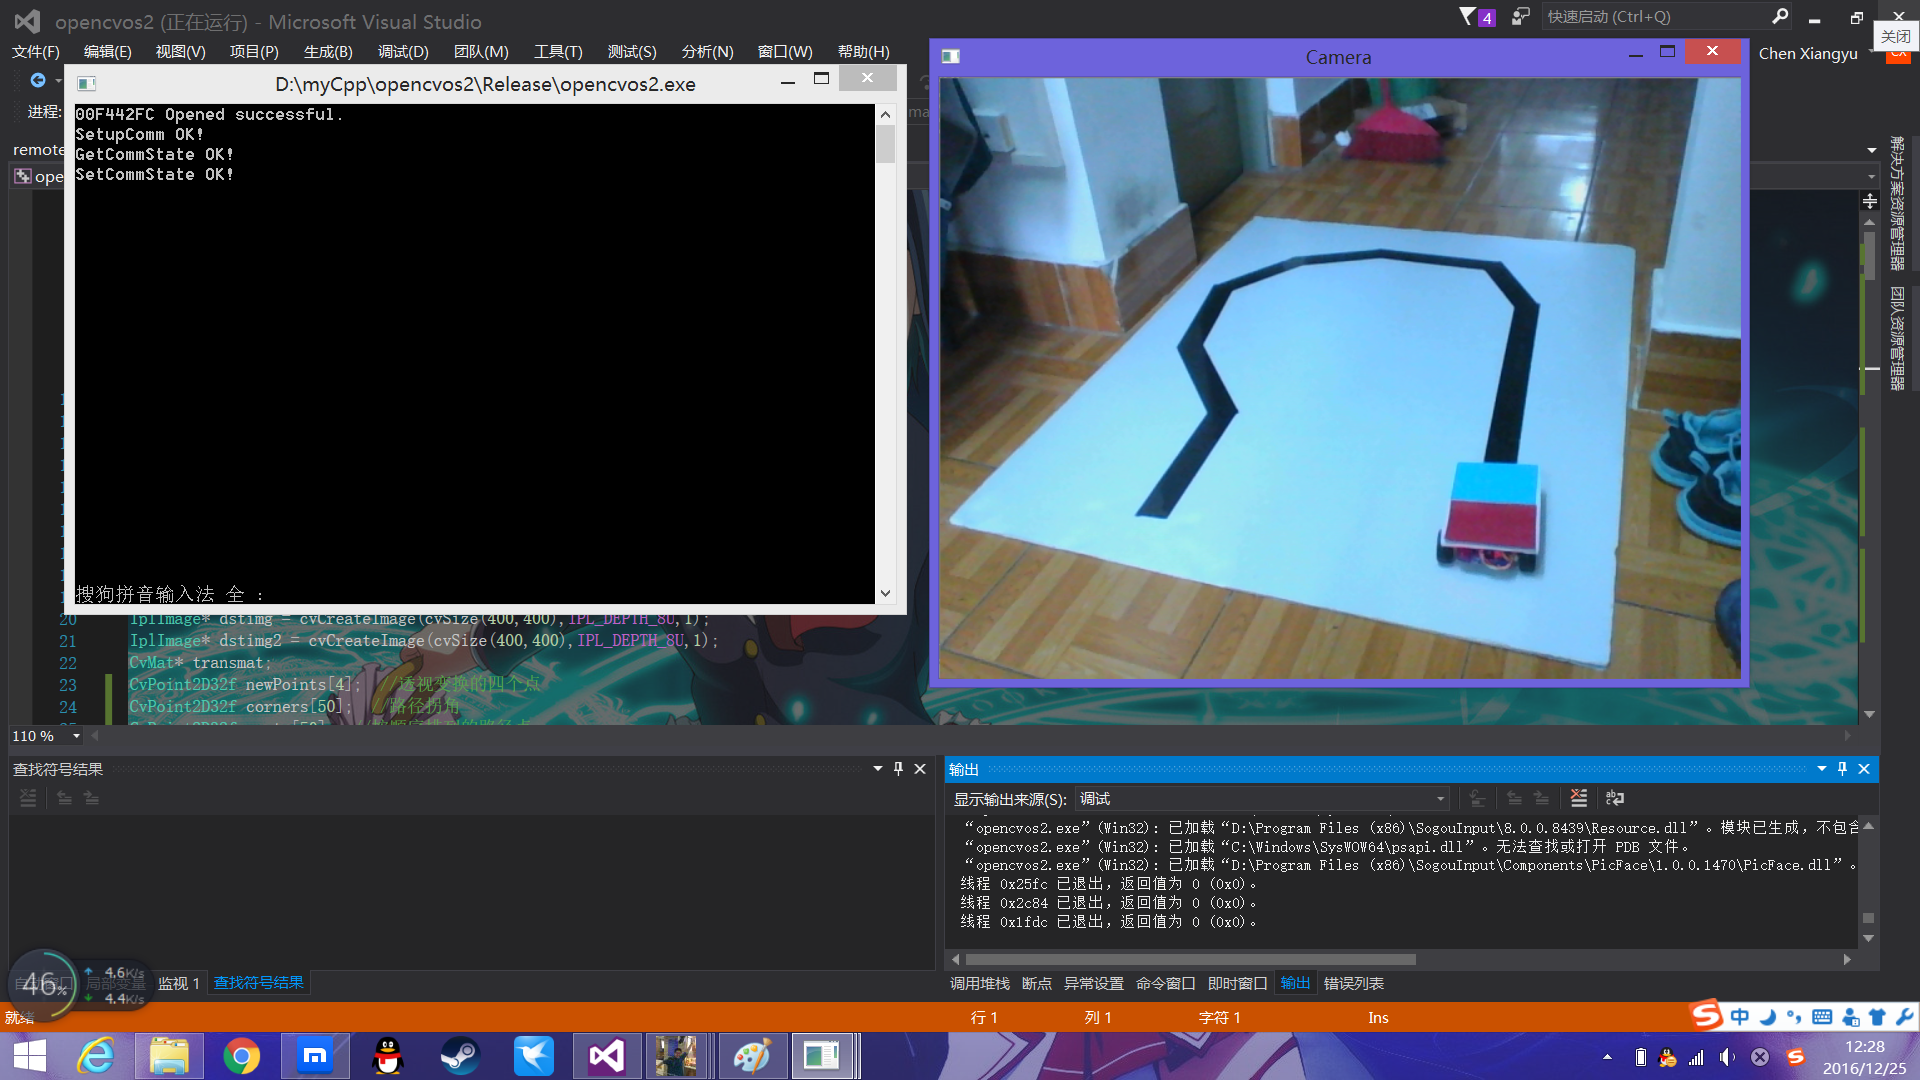 opencvos2 (正在运行) - Microsoft Visual Studio
4
快速启动 (Ctrl+Q)
关闭
文件(F) 编辑(E) 视图(V) 项目(P) 生成(B) 调试(D) 团队(M) 工具(T) 测试(S) 分析(N) 窗口(W) 帮助(H)
Chen Xiangyu
CX
D:\myCpp\opencvos2\Release\opencvos2.exe
Camera
进程:
remote
ope
00F442FC Opened successful.
SetupComm OK!
GetCommState OK!
SetCommState OK!
搜狗拼音输入法 全 :
解决方案资源管理器
团队资源管理器
20 IplImage* dstimg = cvCreateImage(cvSize(400,400),IPL_DEPTH_8U,1);
21 IplImage* dstimg2 = cvCreateImage(cvSize(400,400),IPL_DEPTH_8U,1);
22 CvMat* transmat;
23 CvPoint2D32f newPoints[4]; //透视变换的四个点
24 CvPoint2D32f corners[50]; //路径拐角
110 %
查找符号结果
输出
显示输出来源(S): 调试
“opencvos2.exe”(Win32): 已加载“D:\Program Files (x86)\SogouInput\8.0.0.8439\Resource.dll”。模块已生成，不包含
“opencvos2.exe”(Win32): 已加载“C:\Windows\SysWOW64\psapi.dll”。无法查找或打开 PDB 文件。
“opencvos2.exe”(Win32): 已加载“D:\Program Files (x86)\SogouInput\Components\PicFace\1.0.0.1470\PicFace.dll”。
线程 0x25fc 已退出，返回值为 0 (0x0)。
线程 0x2c84 已退出，返回值为 0 (0x0)。
线程 0x1fdc 已退出，返回值为 0 (0x0)。
46%
4.6K/s
4.4K/s
自动窗口 局部变量 监视 1 查找符号结果
调用堆栈 断点 异常设置 命令窗口 即时窗口 输出 错误列表
就绪
行 1 列 1 字符 1 Ins
中
12:28
2016/12/25